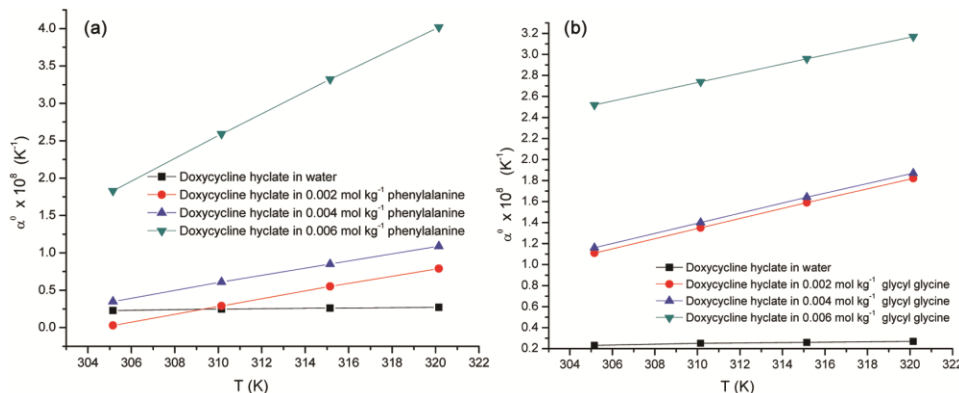 (a)
4.0
3.5
3.0
2.5
2.0
1.5
1.0
0.5
0.0
α⁰ x 10⁸ (K⁻¹)
Doxycycline hyclate in water
Doxycycline hyclate in 0.002 mol kg⁻¹ phenylalanine
Doxycycline hyclate in 0.004 mol kg⁻¹ phenylalanine
Doxycycline hyclate in 0.006 mol kg⁻¹ phenylalanine
304 306 308 310 312 314 316 318 320 322
T (K)
(b)
3.2
3.0
2.8
2.6
2.4
2.2
2.0
1.8
1.6
1.4
1.2
1.0
0.8
0.6
0.4
0.2
α⁰ x 10⁸ (K⁻¹)
Doxycycline hyclate in water
Doxycycline hyclate in 0.002 mol kg⁻¹ glycyl glycine
Doxycycline hyclate in 0.004 mol kg⁻¹ glycyl glycine
Doxycycline hyclate in 0.006 mol kg⁻¹ glycyl glycine
304 306 308 310 312 314 316 318 320 322
T (K)